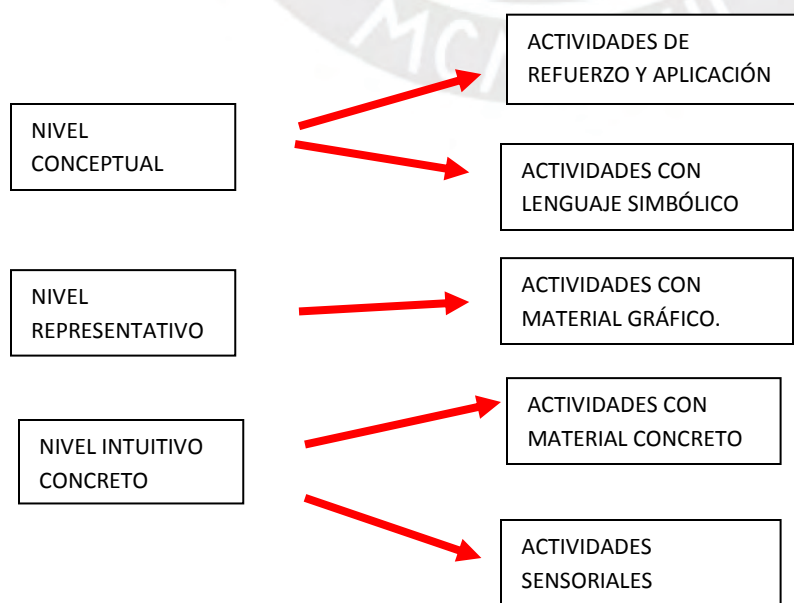 ACTIVIDADES DE
REFUERZO Y APLICACIÓN
NIVEL
CONCEPTUAL
ACTIVIDADES CON
LENGUAJE SIMBÓLICO
NIVEL
REPRESENTATIVO
ACTIVIDADES CON
MATERIAL GRÁFICO.
NIVEL INTUITIVO
CONCRETO
ACTIVIDADES CON
MATERIAL CONCRETO
ACTIVIDADES
SENSORIALES